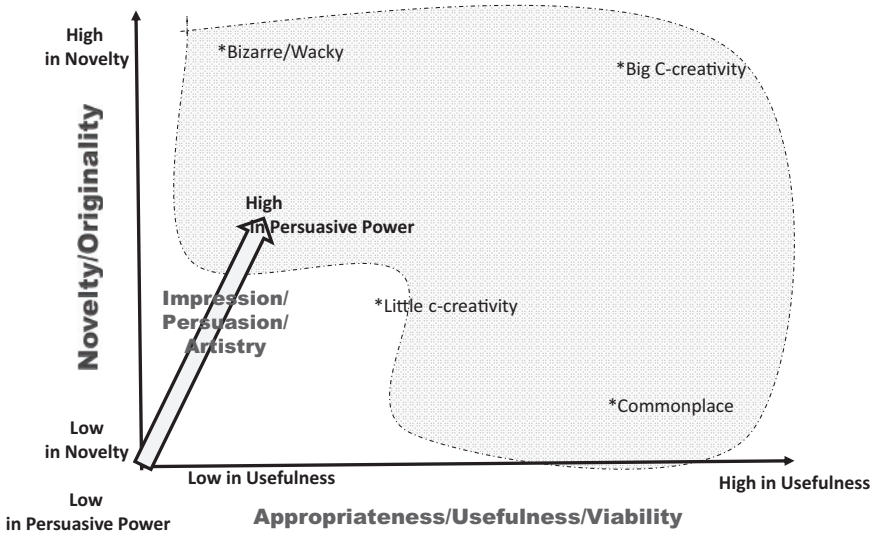 High
in Novelty
*Bizarre/Wacky
*Big C-creativity
Novelty/Originality
High
in Persuasive Power
Impression/
Persuasion/
Artistry
*Little c-creativity
*Commonplace
Low
in Novelty
Low in Usefulness
High in Usefulness
Low
in Persuasive Power
Appropriateness/Usefulness/Viability